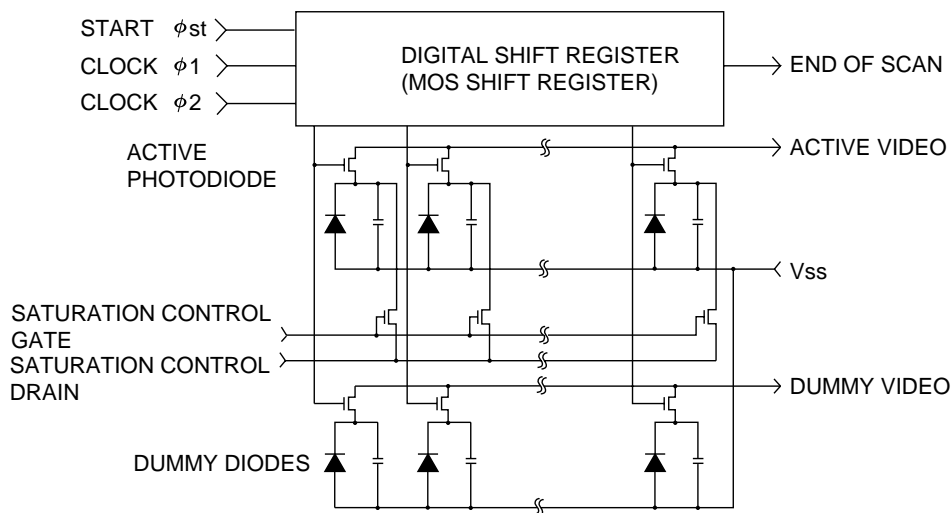 START ϕst
CLOCK ϕ1
CLOCK ϕ2
DIGITAL SHIFT REGISTER
(MOS SHIFT REGISTER)
END OF SCAN
ACTIVE
PHOTODIODE
ACTIVE VIDEO
Vss
SATURATION CONTROL
GATE
SATURATION CONTROL
DRAIN
DUMMY VIDEO
DUMMY DIODES